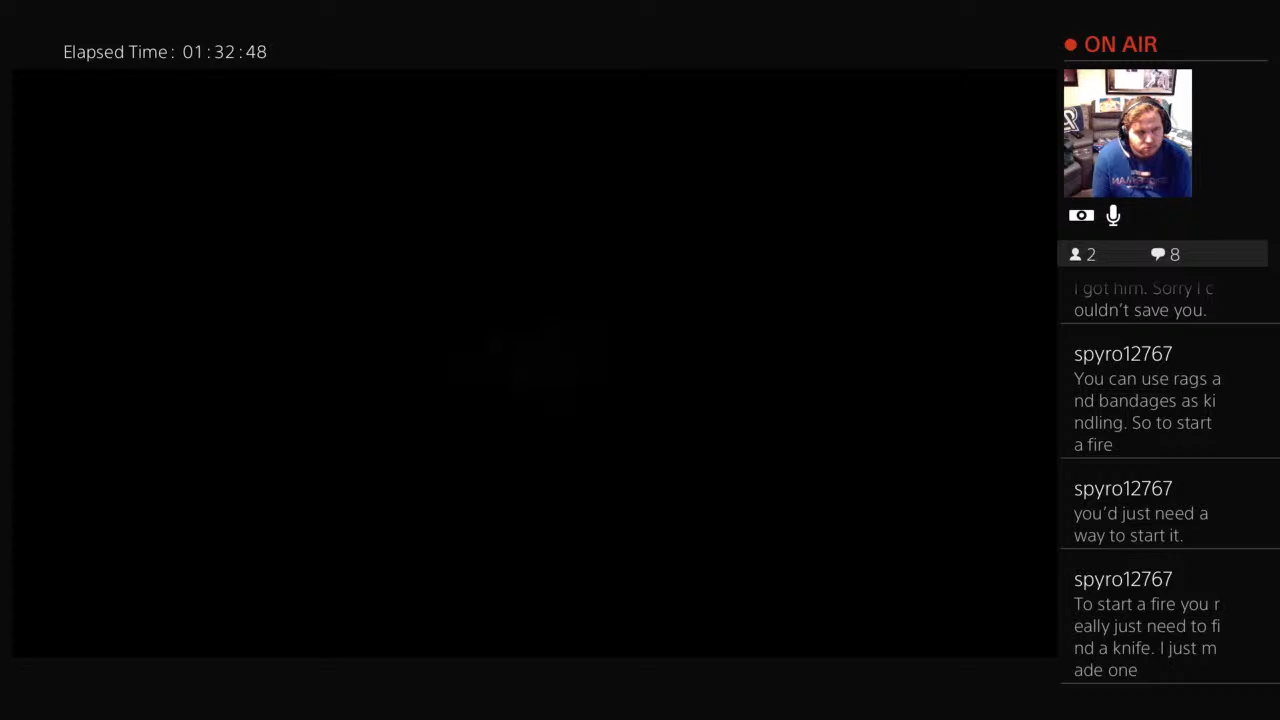 Elapsed Time: 01:32:48
ON AIR
2 8
I got him. Sorry I c
ouldn't save you.
spyro12767
You can use rags a
nd bandages as ki
ndling. So to start
a fire
spyro12767
you'd just need a
way to start it.
spyro12767
To start a fire you r
eally just need to fi
nd a knife. I just m
ade one